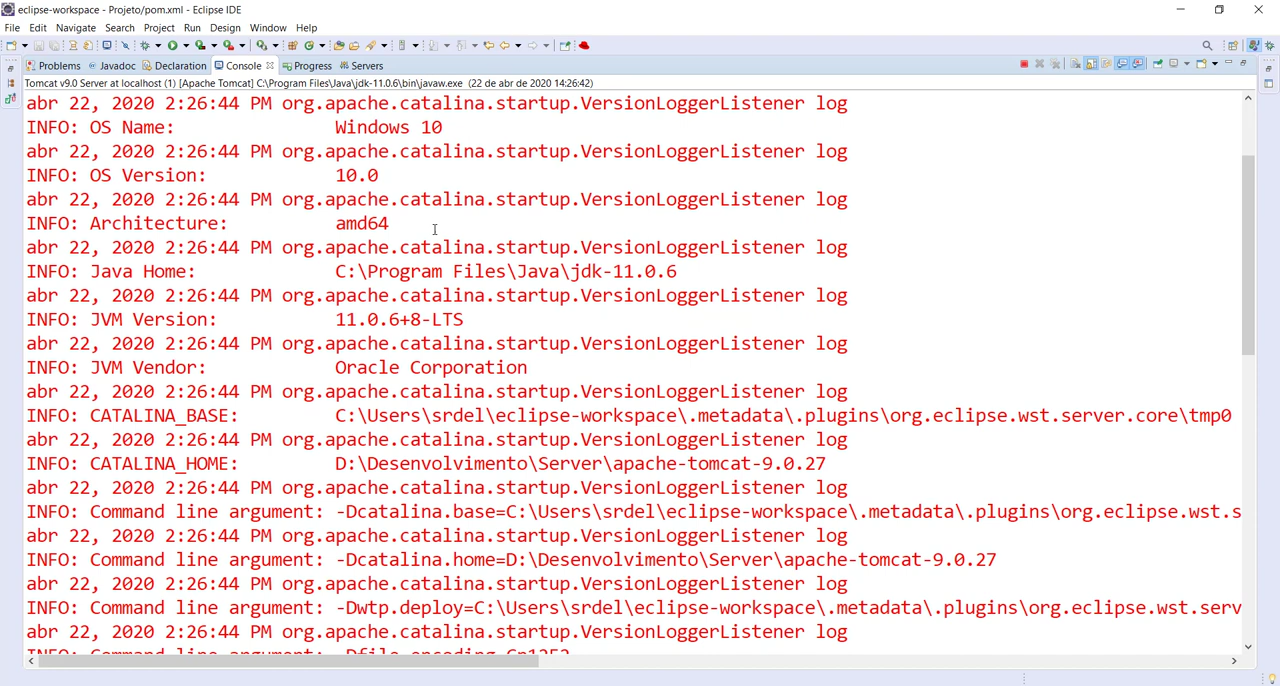 eclipse-workspace - Projeto/pom.xml - Eclipse IDE
File Edit Navigate Search Project Run Design Window Help
Problems Javadoc Declaration Console Progress Servers
Tomcat v9.0 Server at localhost (1) [Apache Tomcat] C:\Program Files\Java\jdk-11.0.6\bin\javaw.exe (22 de abr de 2020 14:26:42)
abr 22, 2020 2:26:44 PM org.apache.catalina.startup.VersionLoggerListener log
INFO: OS Name: Windows 10
abr 22, 2020 2:26:44 PM org.apache.catalina.startup.VersionLoggerListener log
INFO: OS Version: 10.0
abr 22, 2020 2:26:44 PM org.apache.catalina.startup.VersionLoggerListener log
INFO: Architecture: amd64
abr 22, 2020 2:26:44 PM org.apache.catalina.startup.VersionLoggerListener log
INFO: Java Home: C:\Program Files\Java\jdk-11.0.6
abr 22, 2020 2:26:44 PM org.apache.catalina.startup.VersionLoggerListener log
INFO: JVM Version: 11.0.6+8-LTS
abr 22, 2020 2:26:44 PM org.apache.catalina.startup.VersionLoggerListener log
INFO: JVM Vendor: Oracle Corporation
abr 22, 2020 2:26:44 PM org.apache.catalina.startup.VersionLoggerListener log
INFO: CATALINA_BASE: C:\Users\srdel\eclipse-workspace\.metadata\.plugins\org.eclipse.wst.server.core\tmp0
abr 22, 2020 2:26:44 PM org.apache.catalina.startup.VersionLoggerListener log
INFO: CATALINA_HOME: D:\Desenvolvimento\Server\apache-tomcat-9.0.27
abr 22, 2020 2:26:44 PM org.apache.catalina.startup.VersionLoggerListener log
INFO: Command line argument: -Dcatalina.base=C:\Users\srdel\eclipse-workspace\.metadata\.plugins\org.eclipse.wst.s
abr 22, 2020 2:26:44 PM org.apache.catalina.startup.VersionLoggerListener log
INFO: Command line argument: -Dcatalina.home=D:\Desenvolvimento\Server\apache-tomcat-9.0.27
abr 22, 2020 2:26:44 PM org.apache.catalina.startup.VersionLoggerListener log
INFO: Command line argument: -Dwtp.deploy=C:\Users\srdel\eclipse-workspace\.metadata\.plugins\org.eclipse.wst.serv
abr 22, 2020 2:26:44 PM org.apache.catalina.startup.VersionLoggerListener log
INFO: Command line argument: -Dfile.encoding=Cp1252